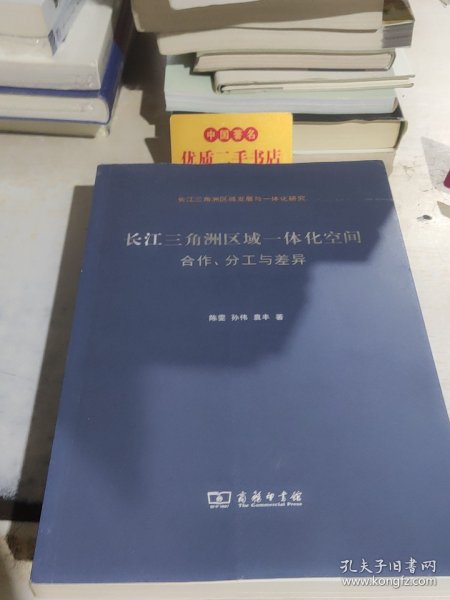 中国著名
优质二手书店
长江三角洲区域发展与一体化研究
长江三角洲区域一体化空间
合作、分工与差异
陈雯 孙伟 袁丰 著
商务印书馆
The Commercial Press
孔夫子旧书网
www.kongfz.com